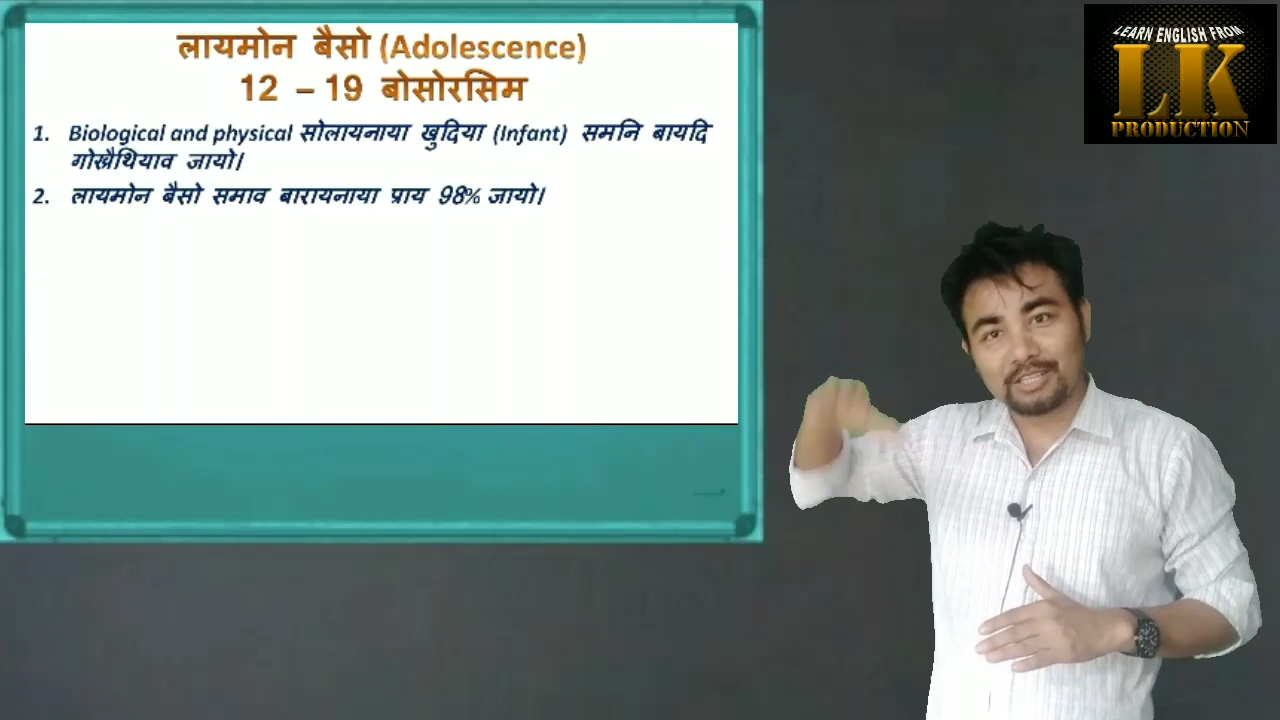 लायमोन बैसो (Adolescence)
12 – 19 बोसोरसिम
1. Biological and physical सोलायनाया खुदिया (Infant) समनि बायदि
गोख्रैथियाव जायो।
2. लायमोन बैसो समाव बारायनाया प्राय 98% जायो।
LEARN ENGLISH FROM
LK
PRODUCTION